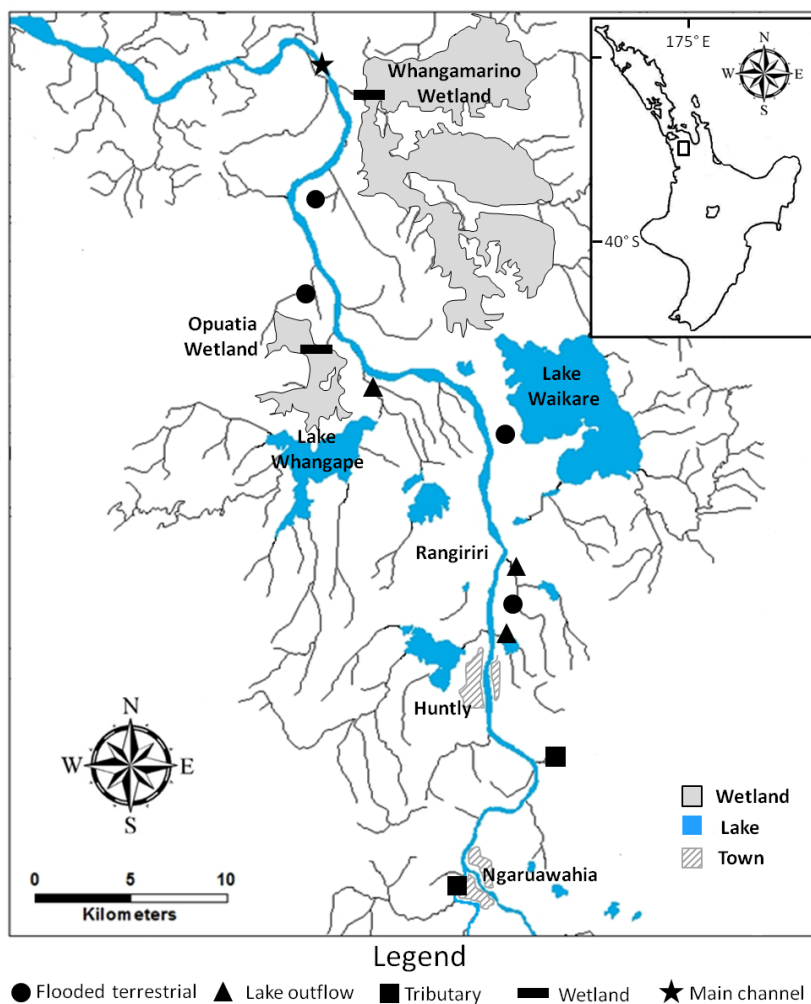 175°E
N
W
E
S
40°S
Whangamarino
Wetland
Opuatia
Wetland
Lake
Waikare
Lake
Whangape
Rangiriri
Huntly
N
W
E
S
Wetland
Lake
Town
Ngaruawahia
0
5
10
Kilometers
Legend
Flooded terrestrial
Lake outflow
Tributary
Wetland
Main channel